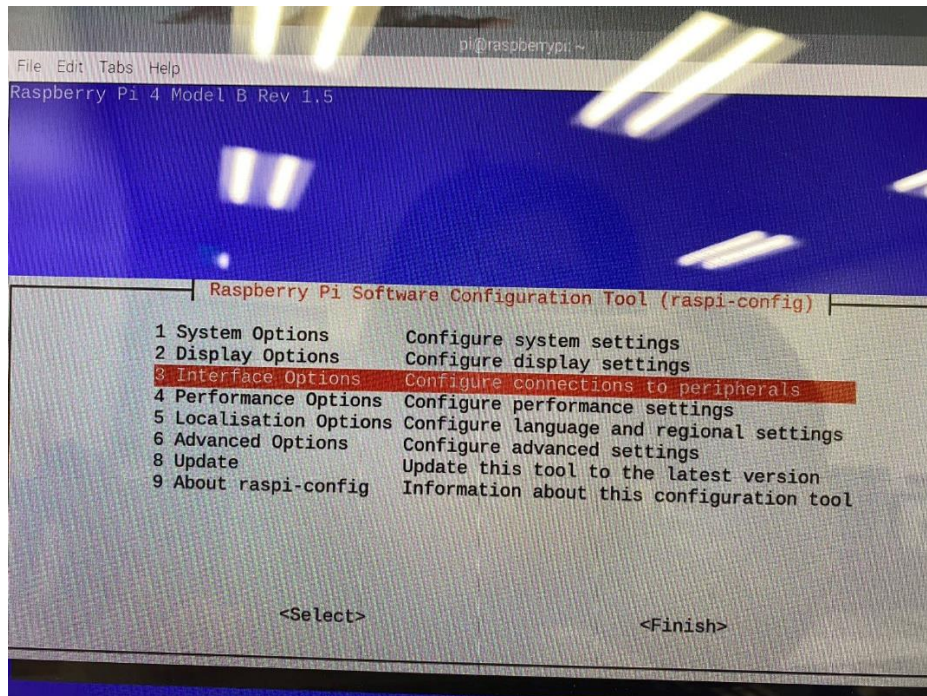 pi@raspberrypi: ~
File Edit Tabs Help
Raspberry Pi 4 Model B Rev 1.5
Raspberry Pi Software Configuration Tool (raspi-config)
1 System Options Configure system settings
2 Display Options Configure display settings
3 Interface Options Configure connections to peripherals
4 Performance Options Configure performance settings
5 Localisation Options Configure language and regional settings
6 Advanced Options Configure advanced settings
8 Update Update this tool to the latest version
9 About raspi-config Information about this configuration tool
<Select> <Finish>